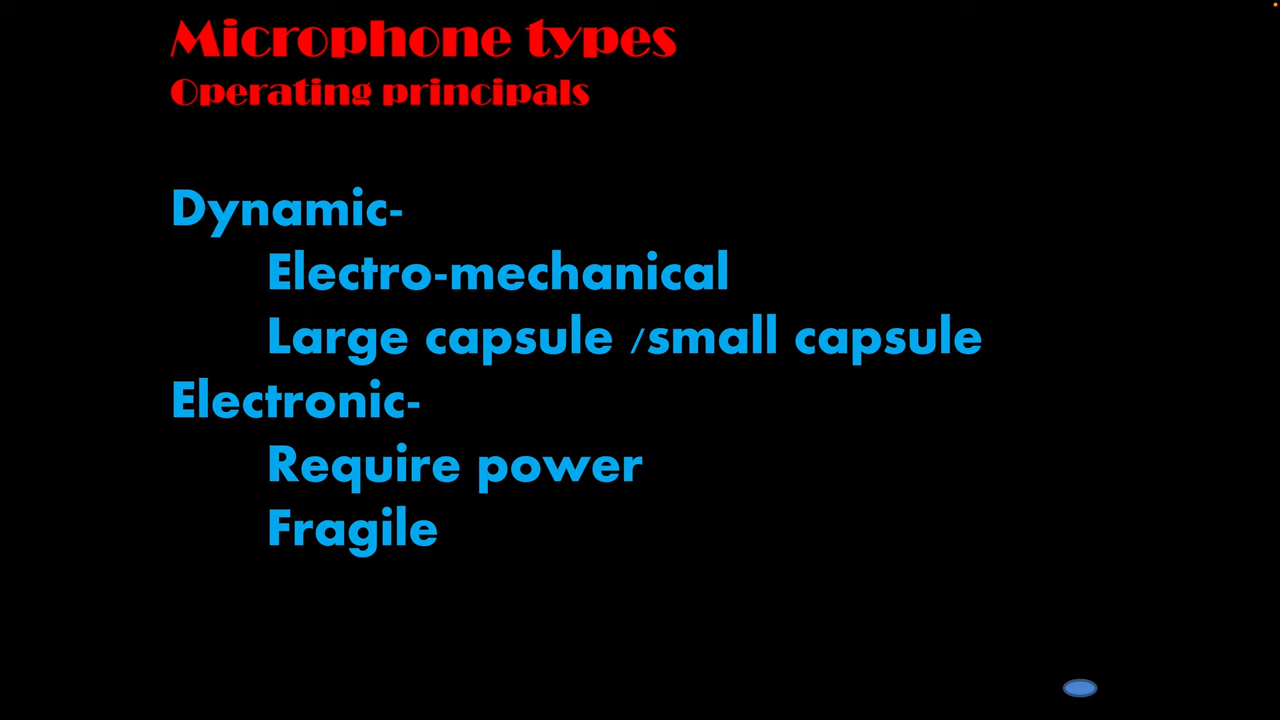 Microphone types
Operating principals
Dynamic-
Electro-mechanical
Large capsule /small capsule
Electronic-
Require power
Fragile